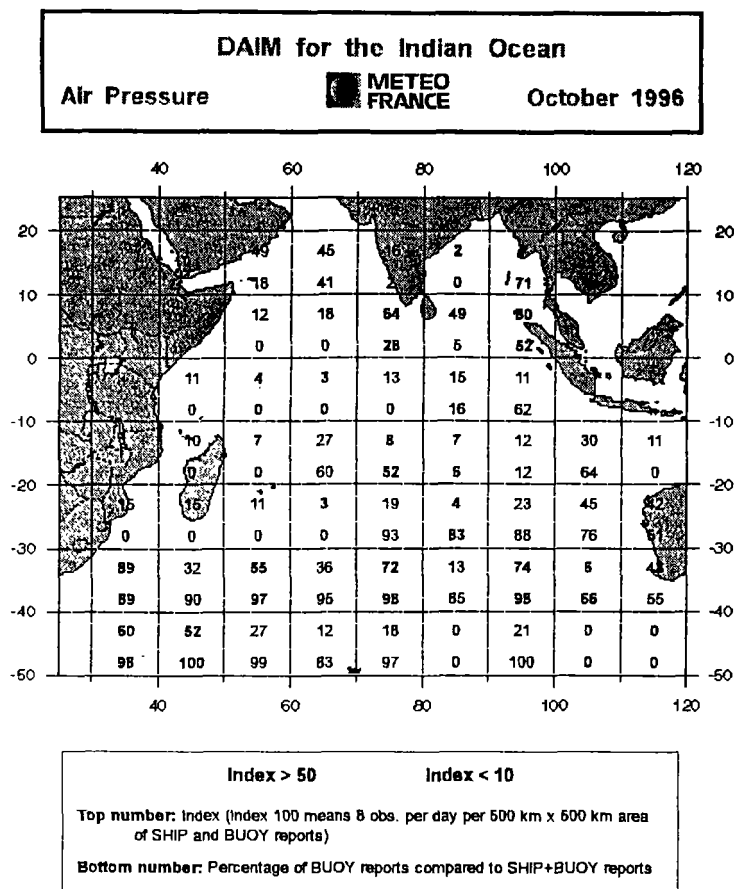 DAIM for the Indian Ocean
Air Pressure METEO FRANCE October 1996
40 60 80 100 120
20 20
49 45 16 2
18 41 0 71
10 10
12 18 64 49 80
0 0 28 5 52
0 0
11 4 3 13 15 11
0 0 0 0 16 62
-10 -10
10 7 27 8 7 12 30 11
0 0 60 52 5 12 64 0
-20 -20
15 15 11 3 19 4 23 45 42
0 0 0 0 93 83 88 76 61
-30 -30
89 32 55 36 72 13 74 6
89 90 97 95 98 85 98 66 55
-40 -40
60 52 27 12 18 0 21 0 0
98 100 99 83 97 0 100 0 0
-50 -50
40 60 80 100 120
Index > 50 Index < 10
Top number: Index (Index 100 means 8 obs. per day per 500 km x 500 km area
of SHIP and BUOY reports)
Bottom number: Percentage of BUOY reports compared to SHIP+BUOY reports